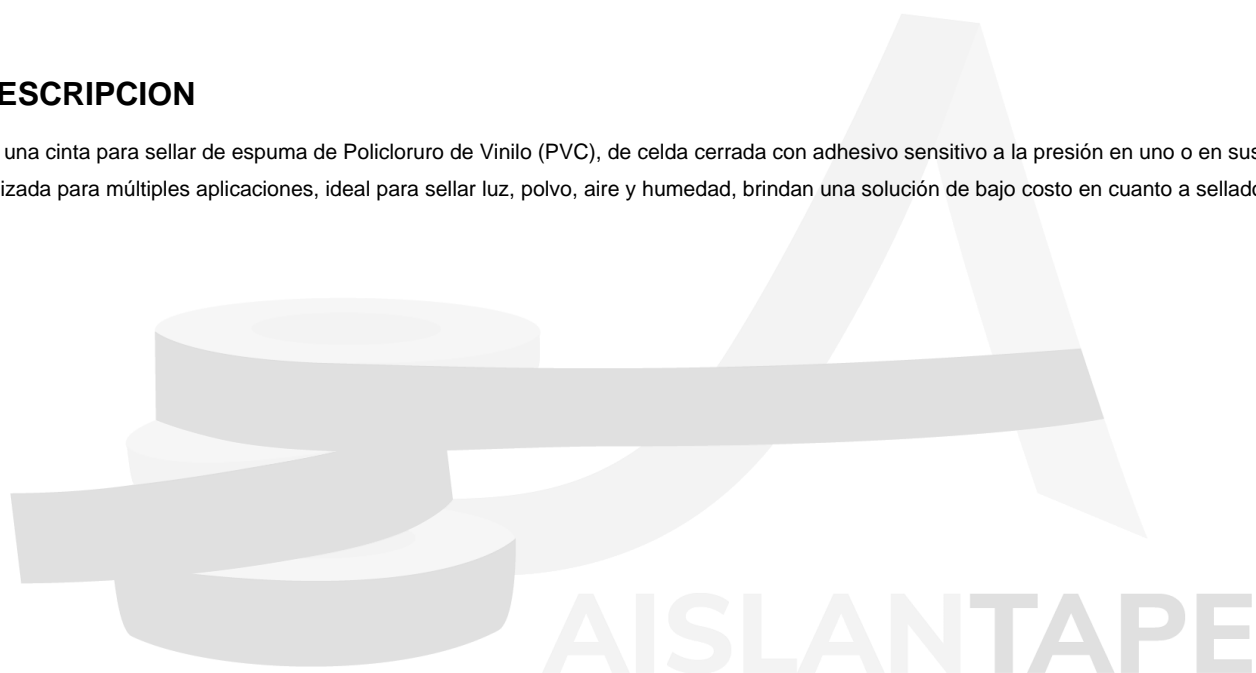 ESCRIPCION
una cinta para sellar de espuma de Policloruro de Vinilo (PVC), de celda cerrada con adhesivo sensitivo a la presión en uno o en sus
izada para múltiples aplicaciones, ideal para sellar luz, polvo, aire y humedad, brindan una solución de bajo costo en cuanto a sellado
AISLANTAPE